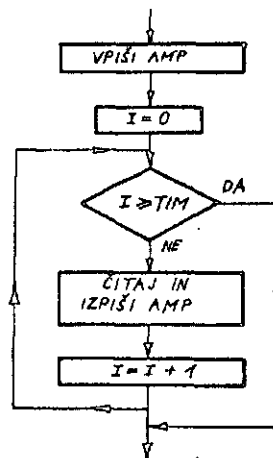 VPIŠI AMP
I = 0
I ≥ TIM
DA
NE
ČITAJ IN
IZPIŠI AMP
I = I + 1